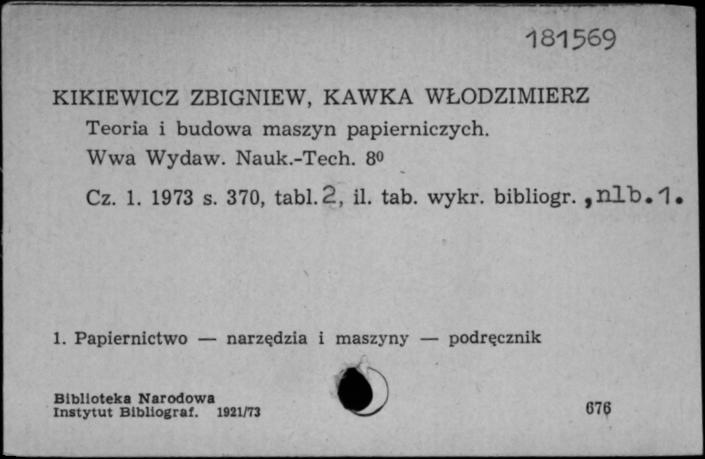 181569
KIKIEWICZ ZBIGNIEW, KAWKA WŁODZIMIERZ
Teoria i budowa maszyn papierniczych.
Wwa Wydaw. Nauk.-Tech. 8º
Cz. 1. 1973 s. 370, tabl. 2, il. tab. wykr. bibliogr. , nlb. 1.
1. Papiernictwo — narzędzia i maszyny — podręcznik
Biblioteka Narodowa
Instytut Bibliograf. 1921/73
676